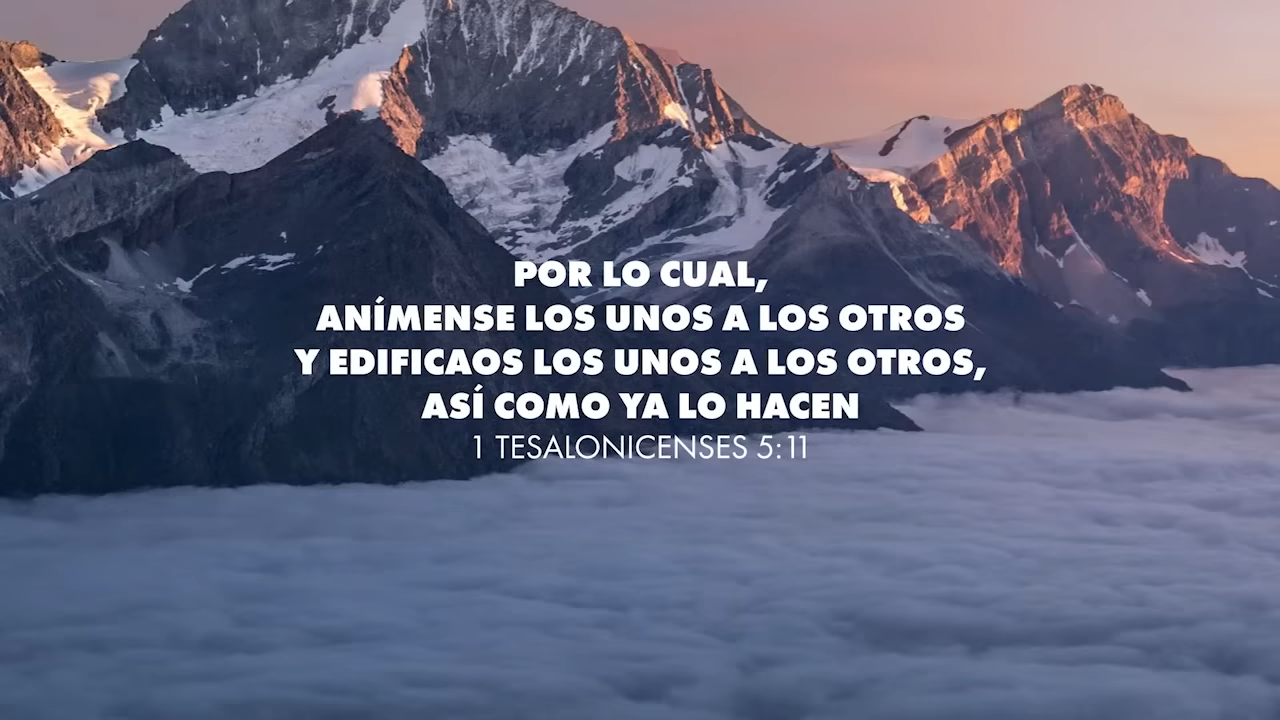 POR LO CUAL,
ANÍMENSE LOS UNOS A LOS OTROS
Y EDIFICAOS LOS UNOS A LOS OTROS,
ASÍ COMO YA LO HACEN
1 TESALONICENSES 5:11